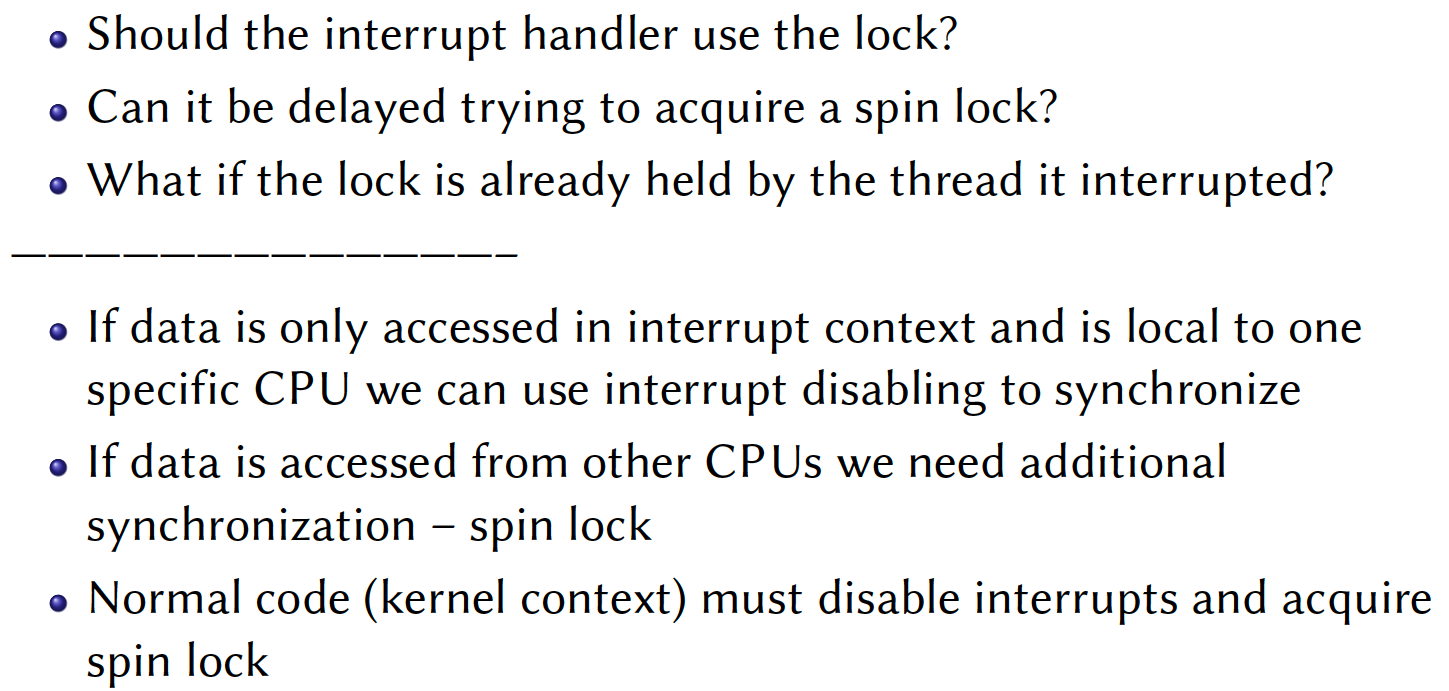 Should the interrupt handler use the lock?
Can it be delayed trying to acquire a spin lock?
What if the lock is already held by the thread it interrupted?
—————————————–
If data is only accessed in interrupt context and is local to one
specific CPU we can use interrupt disabling to synchronize
If data is accessed from other CPUs we need additional
synchronization – spin lock
Normal code (kernel context) must disable interrupts and acquire
spin lock